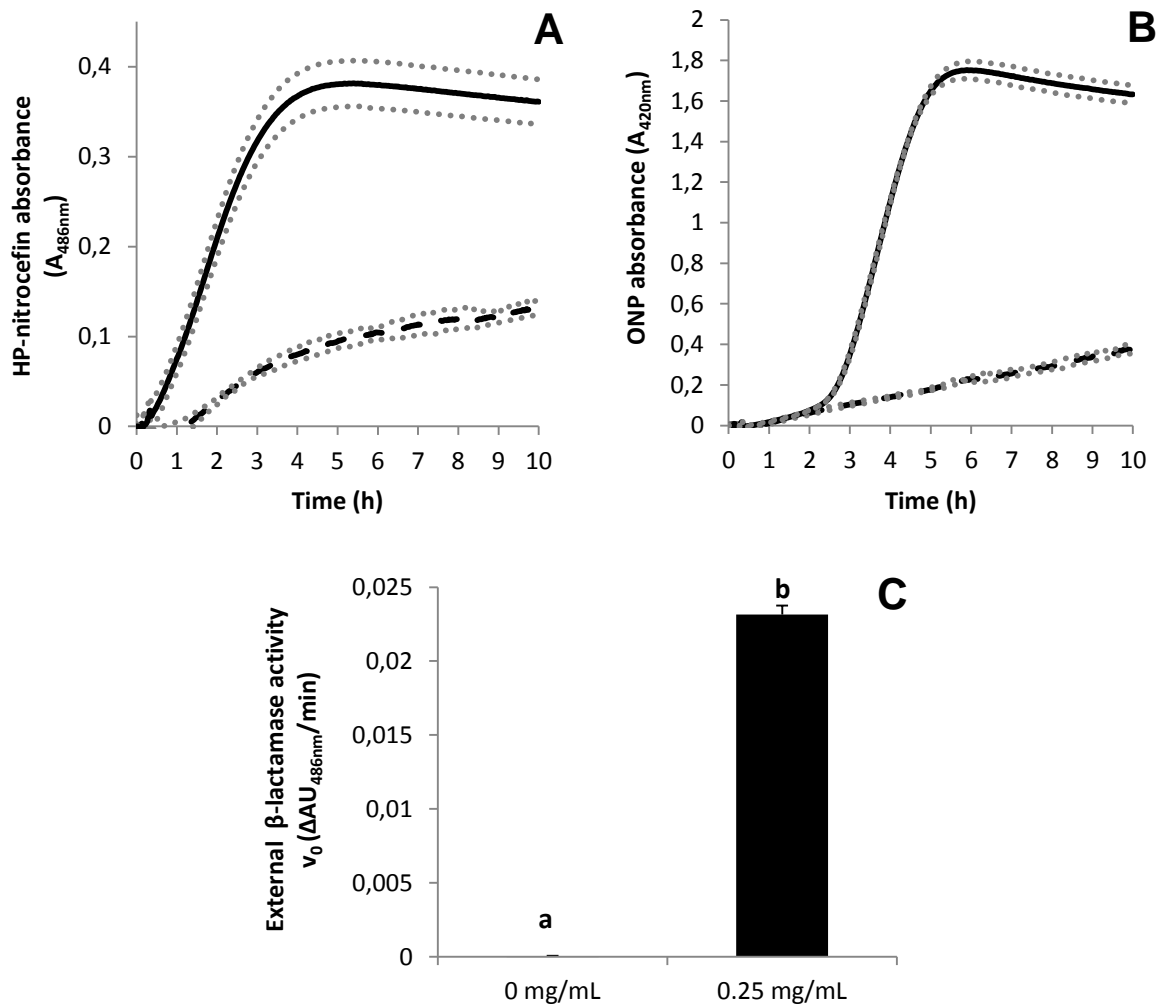 A
HP-nitrocefin absorbance
(A486nm)
0,4
0,3
0,2
0,1
0
0 1 2 3 4 5 6 7 8 9 10
Time (h)
B
ONP absorbance (A420nm)
2
1,8
1,6
1,4
1,2
1
0,8
0,6
0,4
0,2
0
0 1 2 3 4 5 6 7 8 9 10
Time (h)
C
External β-lactamase activity
v0 (ΔAU486nm/min)
0,025
0,02
0,015
0,01
0,005
0
a
b
0 mg/mL 0.25 mg/mL